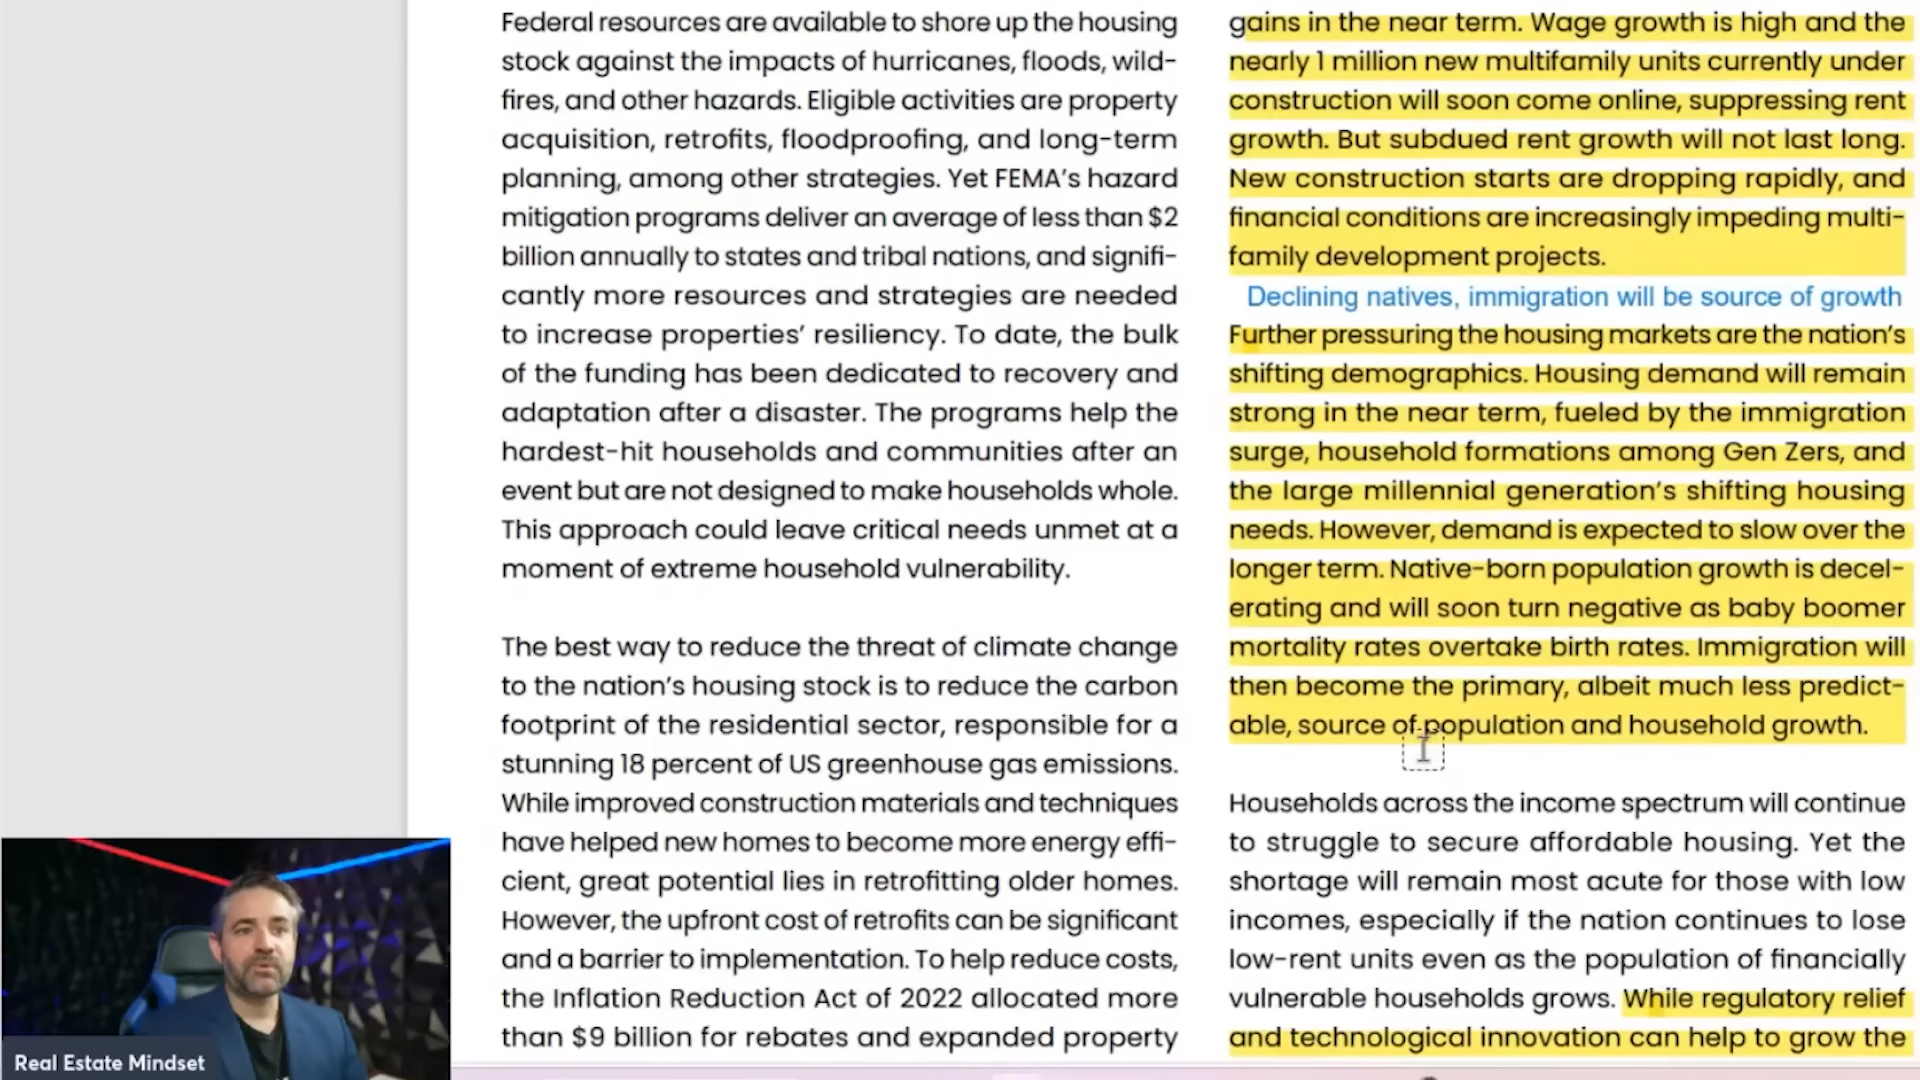 Federal resources are available to shore up the housing
stock against the impacts of hurricanes, floods, wild-
fires, and other hazards. Eligible activities are property
acquisition, retrofits, floodproofing, and long-term
planning, among other strategies. Yet FEMA's hazard
mitigation programs deliver an average of less than $2
billion annually to states and tribal nations, and signifi-
cantly more resources and strategies are needed
to increase properties' resiliency. To date, the bulk
of the funding has been dedicated to recovery and
adaptation after a disaster. The programs help the
hardest-hit households and communities after an
event but are not designed to make households whole.
This approach could leave critical needs unmet at a
moment of extreme household vulnerability.
The best way to reduce the threat of climate change
to the nation's housing stock is to reduce the carbon
footprint of the residential sector, responsible for a
stunning 18 percent of US greenhouse gas emissions.
While improved construction materials and techniques
have helped new homes to become more energy effi-
cient, great potential lies in retrofitting older homes.
However, the upfront cost of retrofits can be significant
and a barrier to implementation. To help reduce costs,
the Inflation Reduction Act of 2022 allocated more
than $9 billion for rebates and expanded property
gains in the near term. Wage growth is high and the
nearly 1 million new multifamily units currently under
construction will soon come online, suppressing rent
growth. But subdued rent growth will not last long.
New construction starts are dropping rapidly, and
financial conditions are increasingly impeding multi-
family development projects.
Declining natives, immigration will be source of growth
Further pressuring the housing markets are the nation's
shifting demographics. Housing demand will remain
strong in the near term, fueled by the immigration
surge, household formations among Gen Zers, and
the large millennial generation's shifting housing
needs. However, demand is expected to slow over the
longer term. Native-born population growth is decel-
erating and will soon turn negative as baby boomer
mortality rates overtake birth rates. Immigration will
then become the primary, albeit much less predict-
able, source of population and household growth.
Households across the income spectrum will continue
to struggle to secure affordable housing. Yet the
shortage will remain most acute for those with low
incomes, especially if the nation continues to lose
low-rent units even as the population of financially
vulnerable households grows. While regulatory relief
and technological innovation can help to grow the
Real Estate Mindset